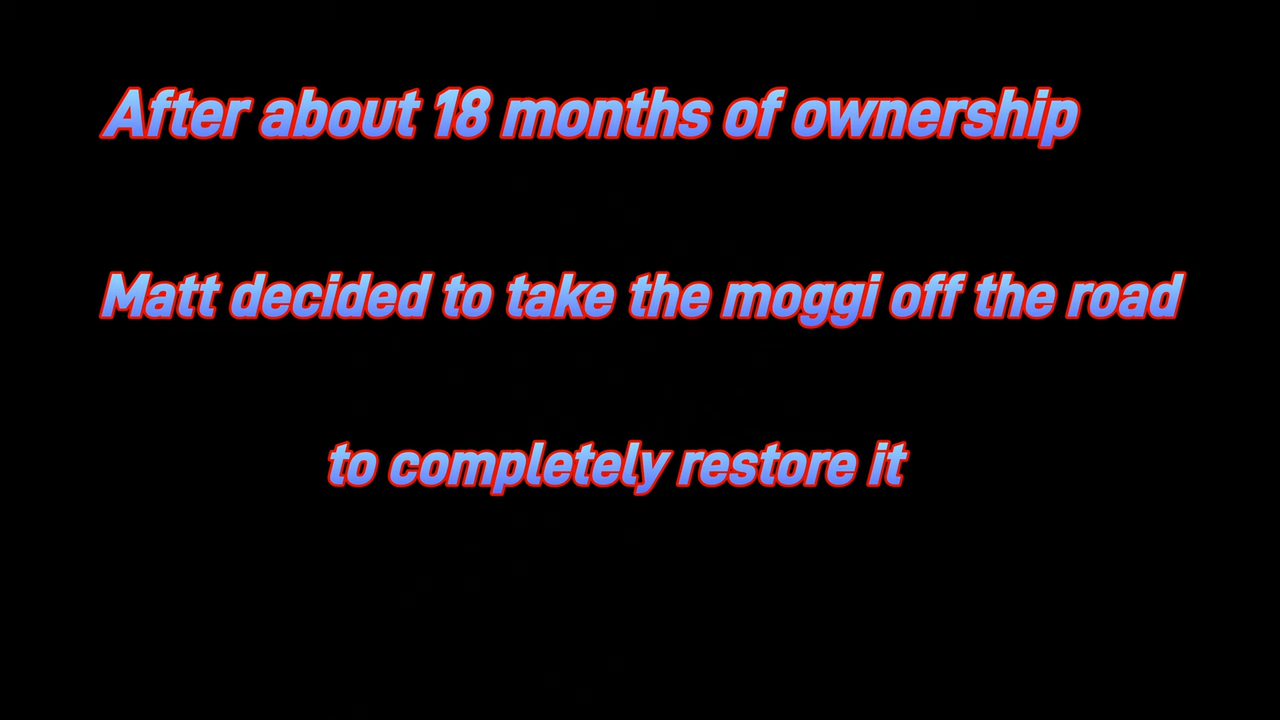 After about 18 months of ownership
Matt decided to take the moggi off the road
to completely restore it